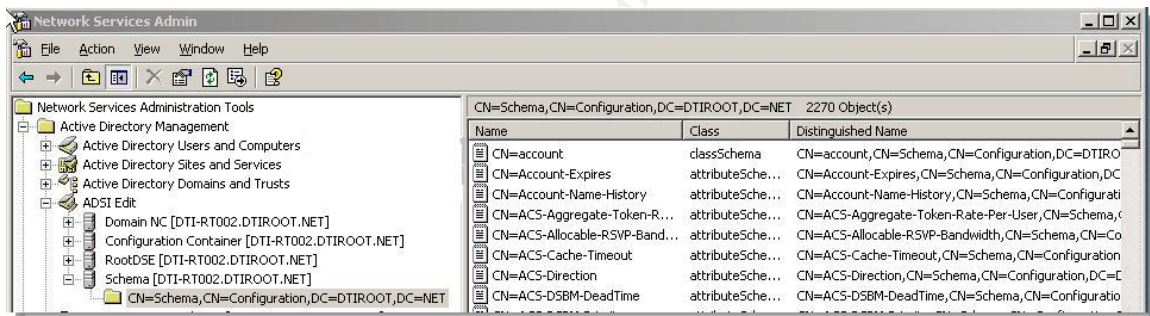 Network Services Admin
File Action View Window Help
Network Services Administration Tools
Active Directory Management
Active Directory Users and Computers
Active Directory Sites and Services
Active Directory Domains and Trusts
ADSI Edit
Domain NC [DTI-RT002.DTIROOT.NET]
Configuration Container [DTI-RT002.DTIROOT.NET]
RootDSE [DTI-RT002.DTIROOT.NET]
Schema [DTI-RT002.DTIROOT.NET]
CN=Schema,CN=Configuration,DC=DTIROOT,DC=NET
CN=Schema,CN=Configuration,DC=DTIROOT,DC=NET 2270 Object(s)
Name Class Distinguished Name
CN=account classSchema CN=account,CN=Schema,CN=Configuration,DC=DTIRO
CN=Account-Expires attributeSche... CN=Account-Expires,CN=Schema,CN=Configuration,DC
CN=Account-Name-History attributeSche... CN=Account-Name-History,CN=Schema,CN=Configurati
CN=ACS-Aggregate-Token-R... attributeSche... CN=ACS-Aggregate-Token-Rate-Per-User,CN=Schema,
CN=ACS-Allocable-RSVP-Band... attributeSche... CN=ACS-Allocable-RSVP-Bandwidth,CN=Schema,CN=Co
CN=ACS-Cache-Timeout attributeSche... CN=ACS-Cache-Timeout,CN=Schema,CN=Configuration
CN=ACS-Direction attributeSche... CN=ACS-Direction,CN=Schema,CN=Configuration,DC=D
CN=ACS-DSBM-DeadTime attributeSche... CN=ACS-DSBM-DeadTime,CN=Schema,CN=Configuratio